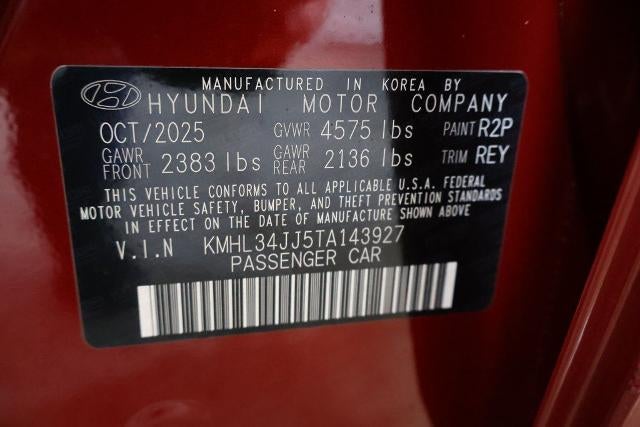 MANUFACTURED IN KOREA BY
HYUNDAI MOTOR COMPANY
OCT/2025 GVWR 4575 lbs PAINT R2P
GAWR FRONT 2383 lbs GAWR REAR 2136 lbs TRIM REY
THIS VEHICLE CONFORMS TO ALL APPLICABLE U.S.A. FEDERAL
MOTOR VEHICLE SAFETY, BUMPER, AND THEFT PREVENTION STANDARDS
IN EFFECT ON THE DATE OF MANUFACTURE SHOWN ABOVE
V.I.N KMHL34JJ5TA143927
PASSENGER CAR